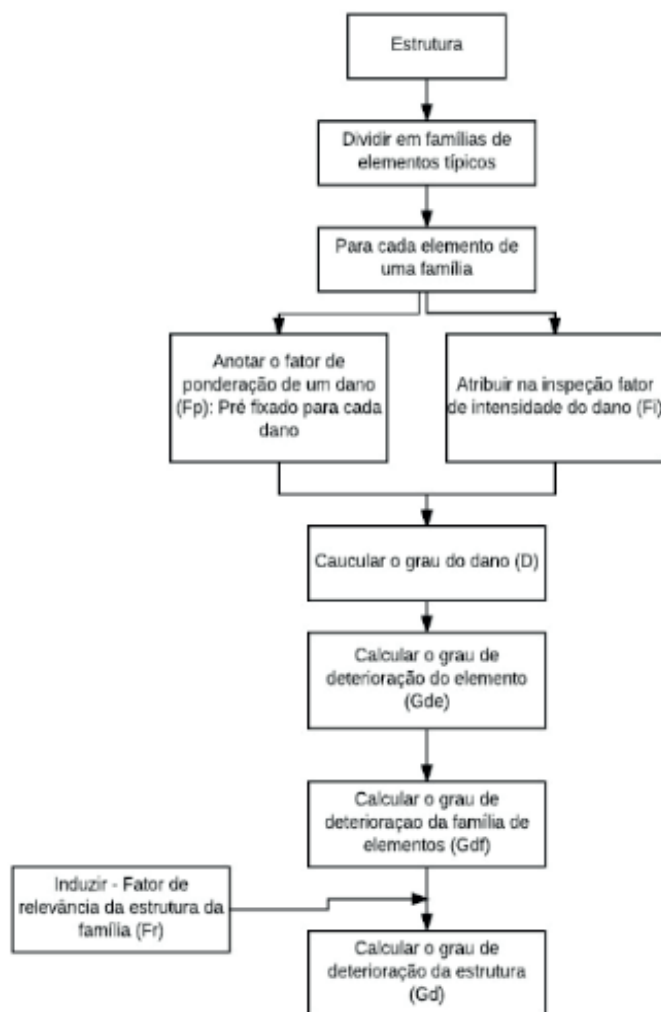 Estrutura
Dividir em famílias de
elementos típicos
Para cada elemento de
uma família
Anotar o fator de
ponderação de um dano
(Fp): Pré fixado para cada
dano
Atribuir na inspeção fator
de intensidade do dano (Fi)
Caucular o grau do dano (D)
Calcular o grau de
deterioração do elemento
(Gde)
Calcular o grau de
deterioraçao da família de
elementos (Gdf)
Induzir - Fator de
relevância da estrutura da
família (Fr)
Calcular o grau de
deterioração da estrutura
(Gd)